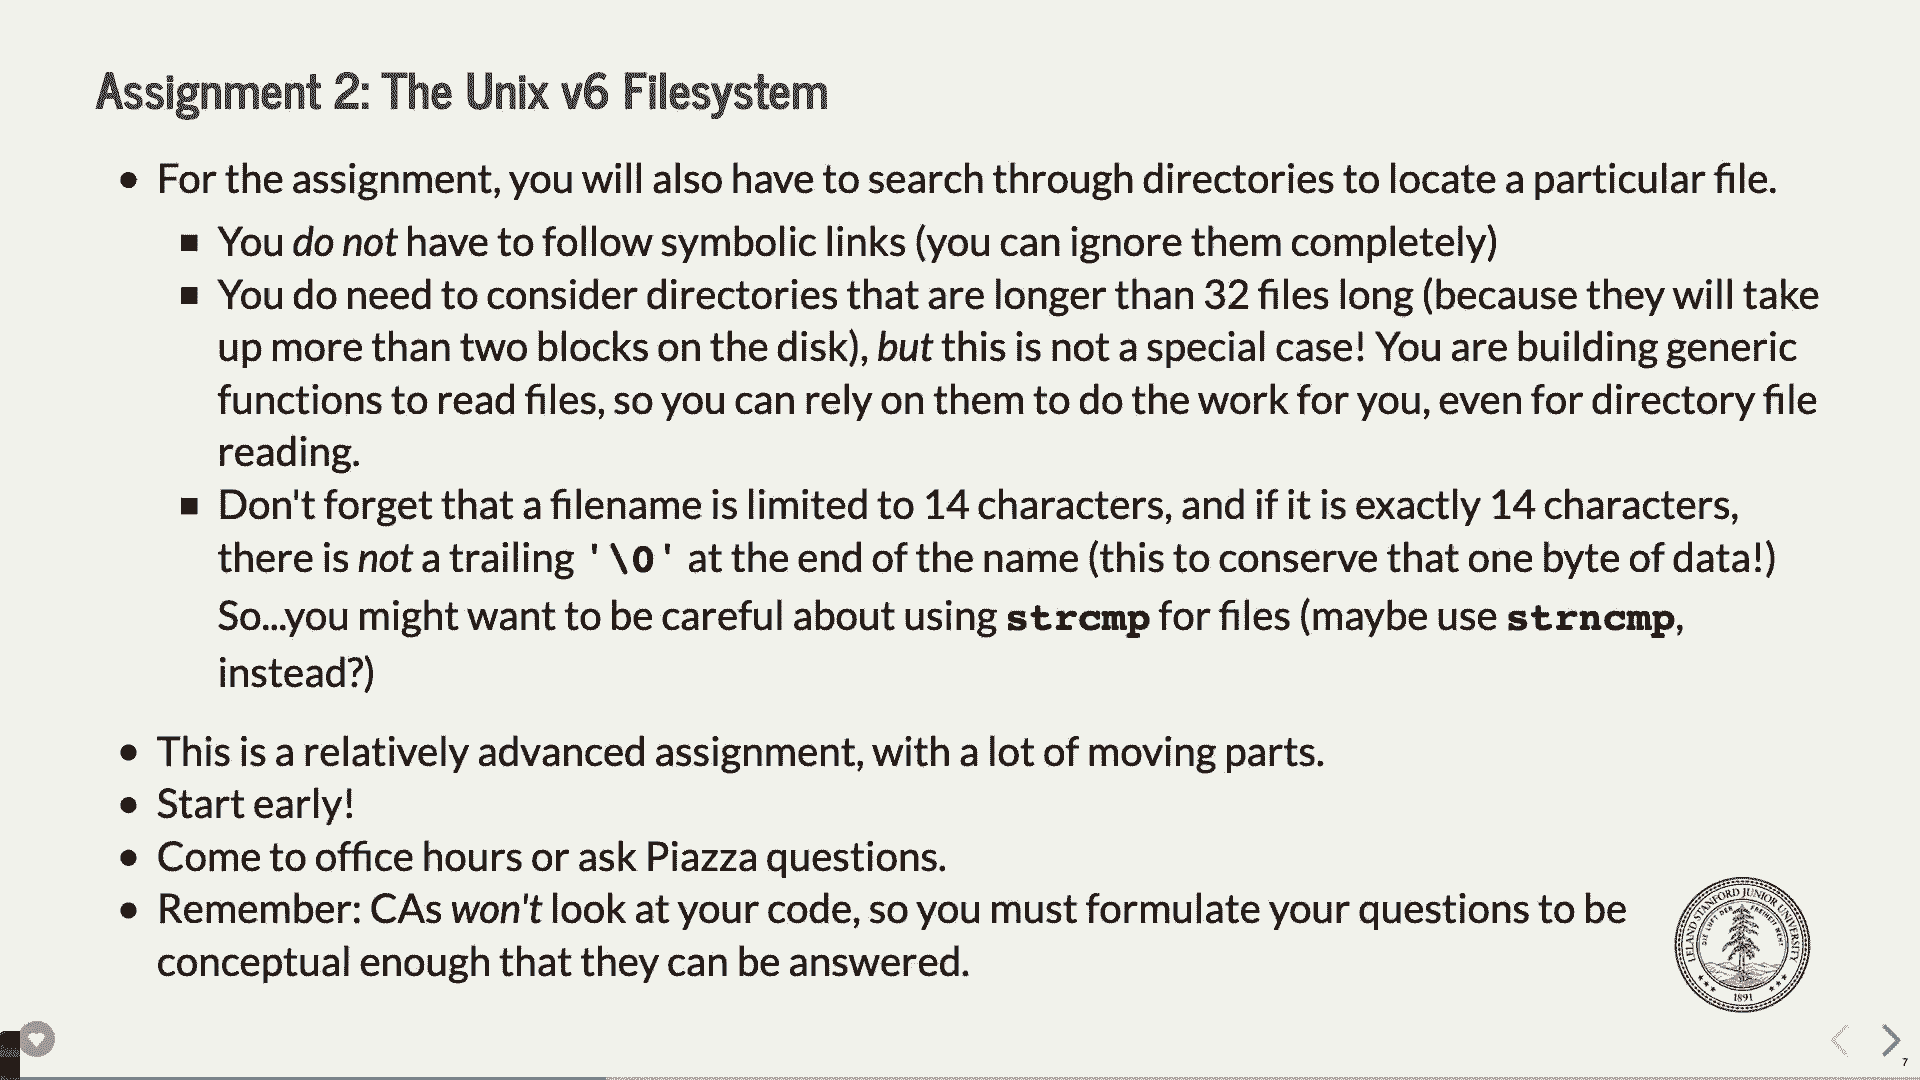 Assignment 2: The Unix v6 Filesystem
• For the assignment, you will also have to search through directories to locate a particular file.
▪ You do not have to follow symbolic links (you can ignore them completely)
▪ You do need to consider directories that are longer than 32 files long (because they will take
up more than two blocks on the disk), but this is not a special case! You are building generic
functions to read files, so you can rely on them to do the work for you, even for directory file
reading.
▪ Don't forget that a filename is limited to 14 characters, and if it is exactly 14 characters,
there is not a trailing '\0' at the end of the name (this to conserve that one byte of data!)
So...you might want to be careful about using strcmp for files (maybe use strncmp,
instead?)
• This is a relatively advanced assignment, with a lot of moving parts.
• Start early!
• Come to office hours or ask Piazza questions.
• Remember: CAs won't look at your code, so you must formulate your questions to be
conceptual enough that they can be answered.
LELAND STANFORD JUNIOR UNIVERSITY
DIE LUFT DER FREIHEIT WEHT
1891
7